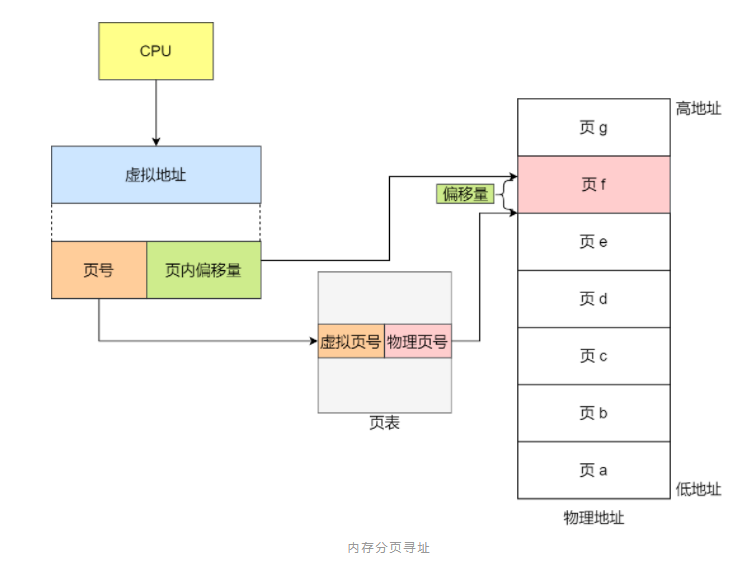 CPU
高地址
页 g
虚拟地址
页 f
偏移量
页号
页内偏移量
页 e
页 d
虚拟页号
物理页号
页 c
页表
页 b
页 a
低地址
物理地址
内存分页寻址